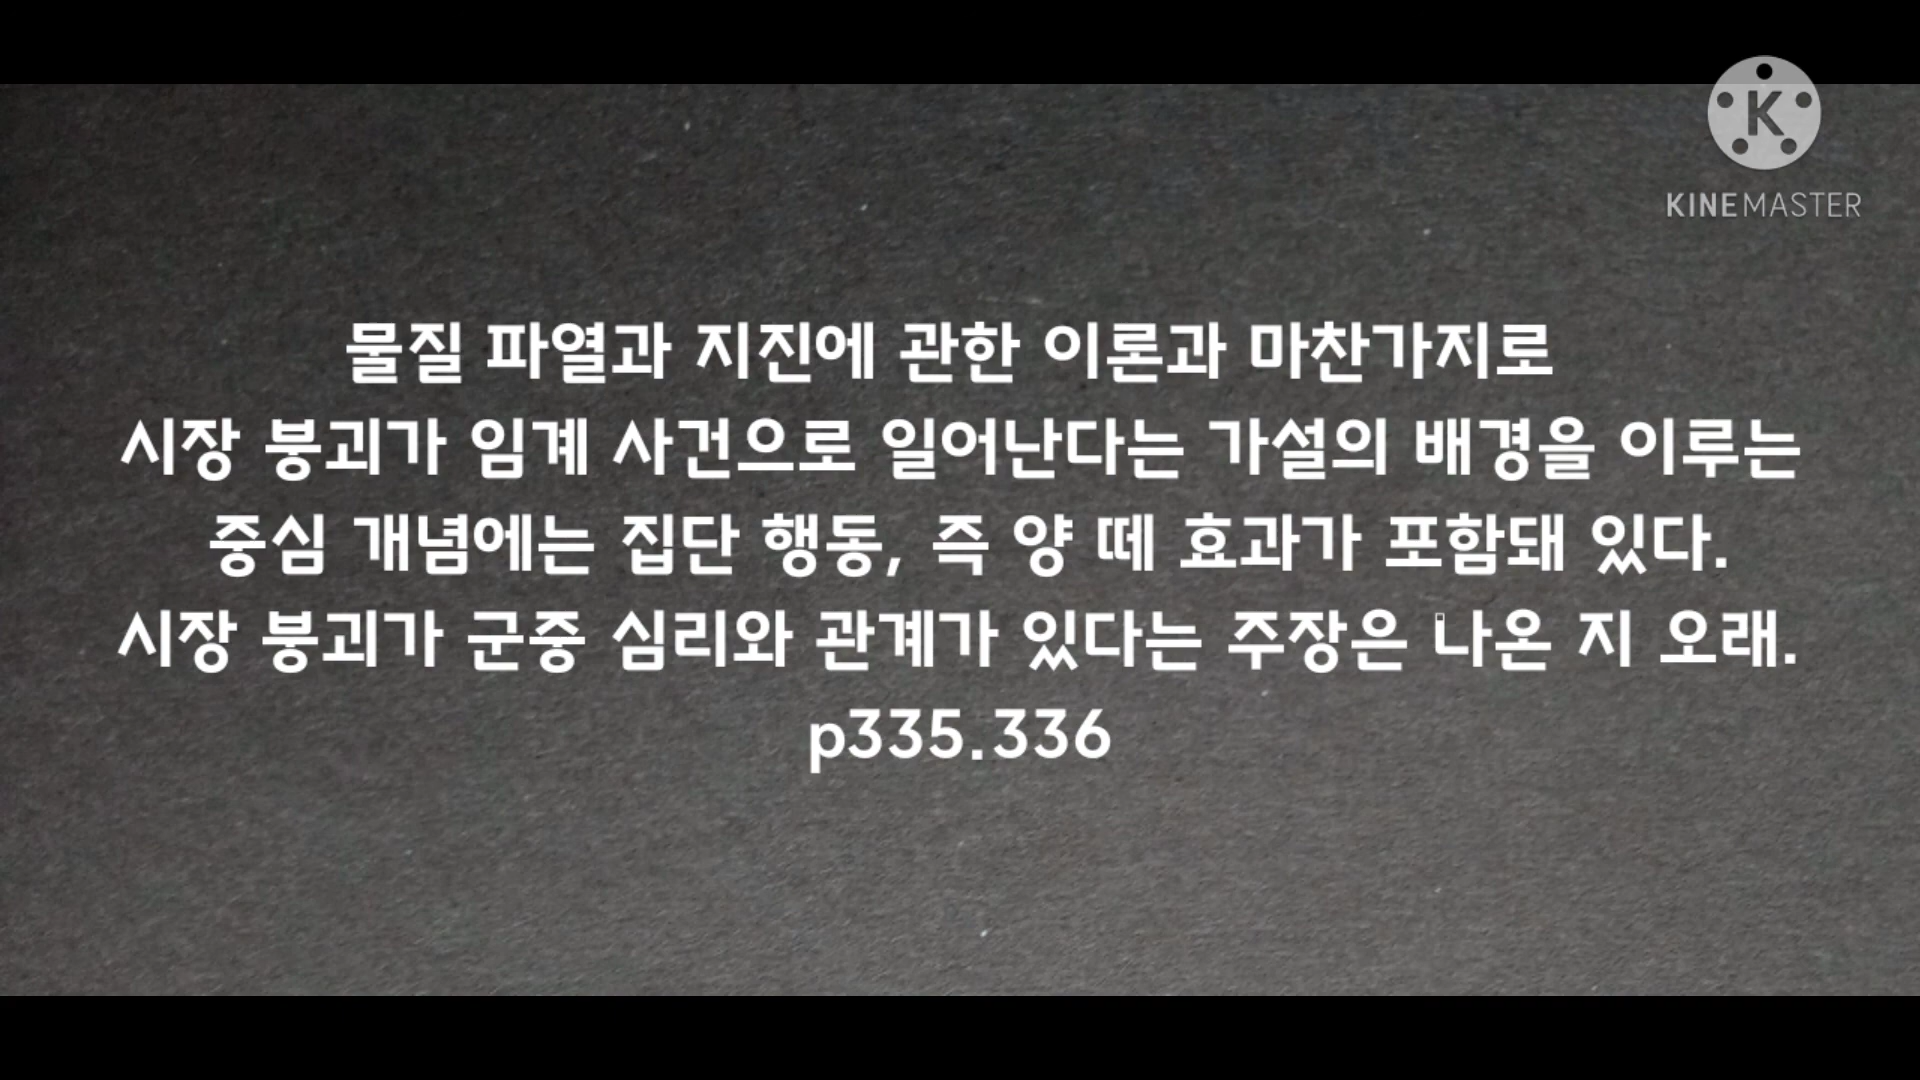 K
KINEMASTER
물질 파열과 지진에 관한 이론과 마찬가지로
시장 붕괴가 임계 사건으로 일어난다는 가설의 배경을 이루는
중심 개념에는 집단 행동, 즉 양 떼 효과가 포함돼 있다.
시장 붕괴가 군중 심리와 관계가 있다는 주장은 나온 지 오래.
p335.336